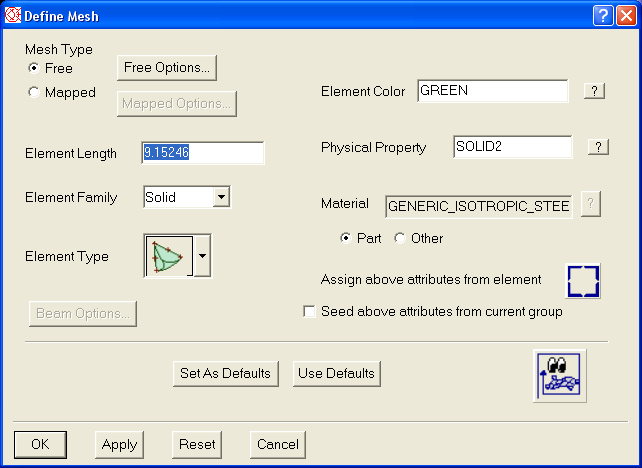 Define Mesh
Mesh Type
Free
Free Options...
Mapped
Mapped Options...
Element Color
GREEN
?
Element Length
9.15246
Physical Property
SOLID2
?
Element Family
Solid
Material
GENERIC_ISOTROPIC_STEE
?
Part
Other
Element Type
Assign above attributes from element
Beam Options...
Seed above attributes from current group
Set As Defaults
Use Defaults
OK
Apply
Reset
Cancel